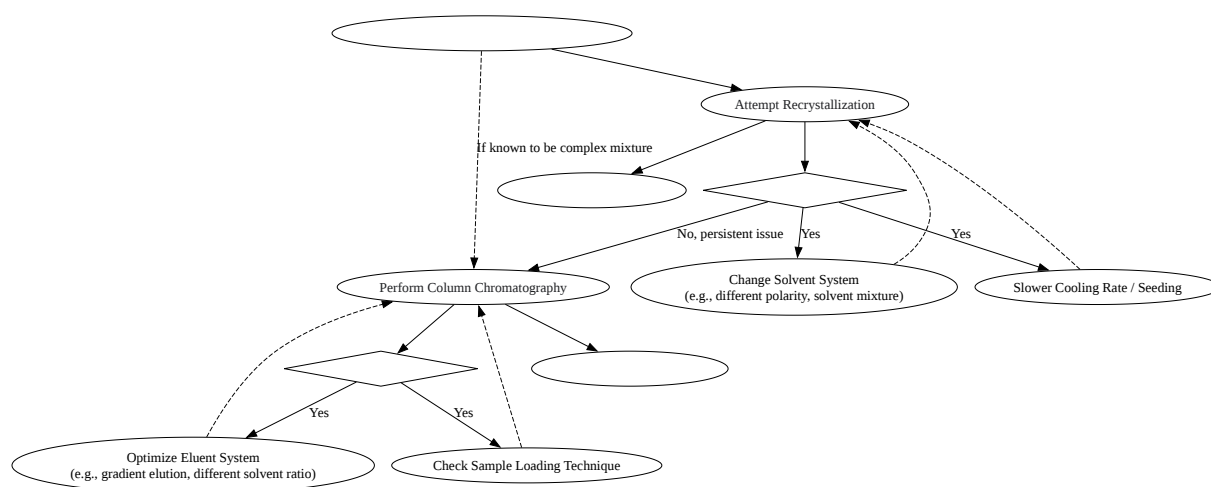 Attempt Recrystallization
If known to be complex mixture
No, persistent issue
Yes
Yes
Perform Column Chromatography
Change Solvent System
(e.g., different polarity, solvent mixture)
Slower Cooling Rate / Seeding
Yes
Yes
Optimize Eluent System
(e.g., gradient elution, different solvent ratio)
Check Sample Loading Technique